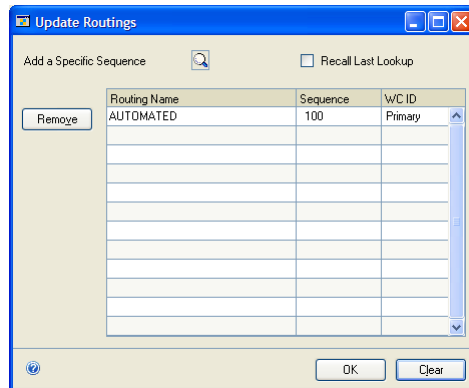 Update Routings
Add a Specific Sequence Recall Last Lookup
Routing Name Sequence WC ID
Remove AUTOMATED 100 Primary
OK Clear